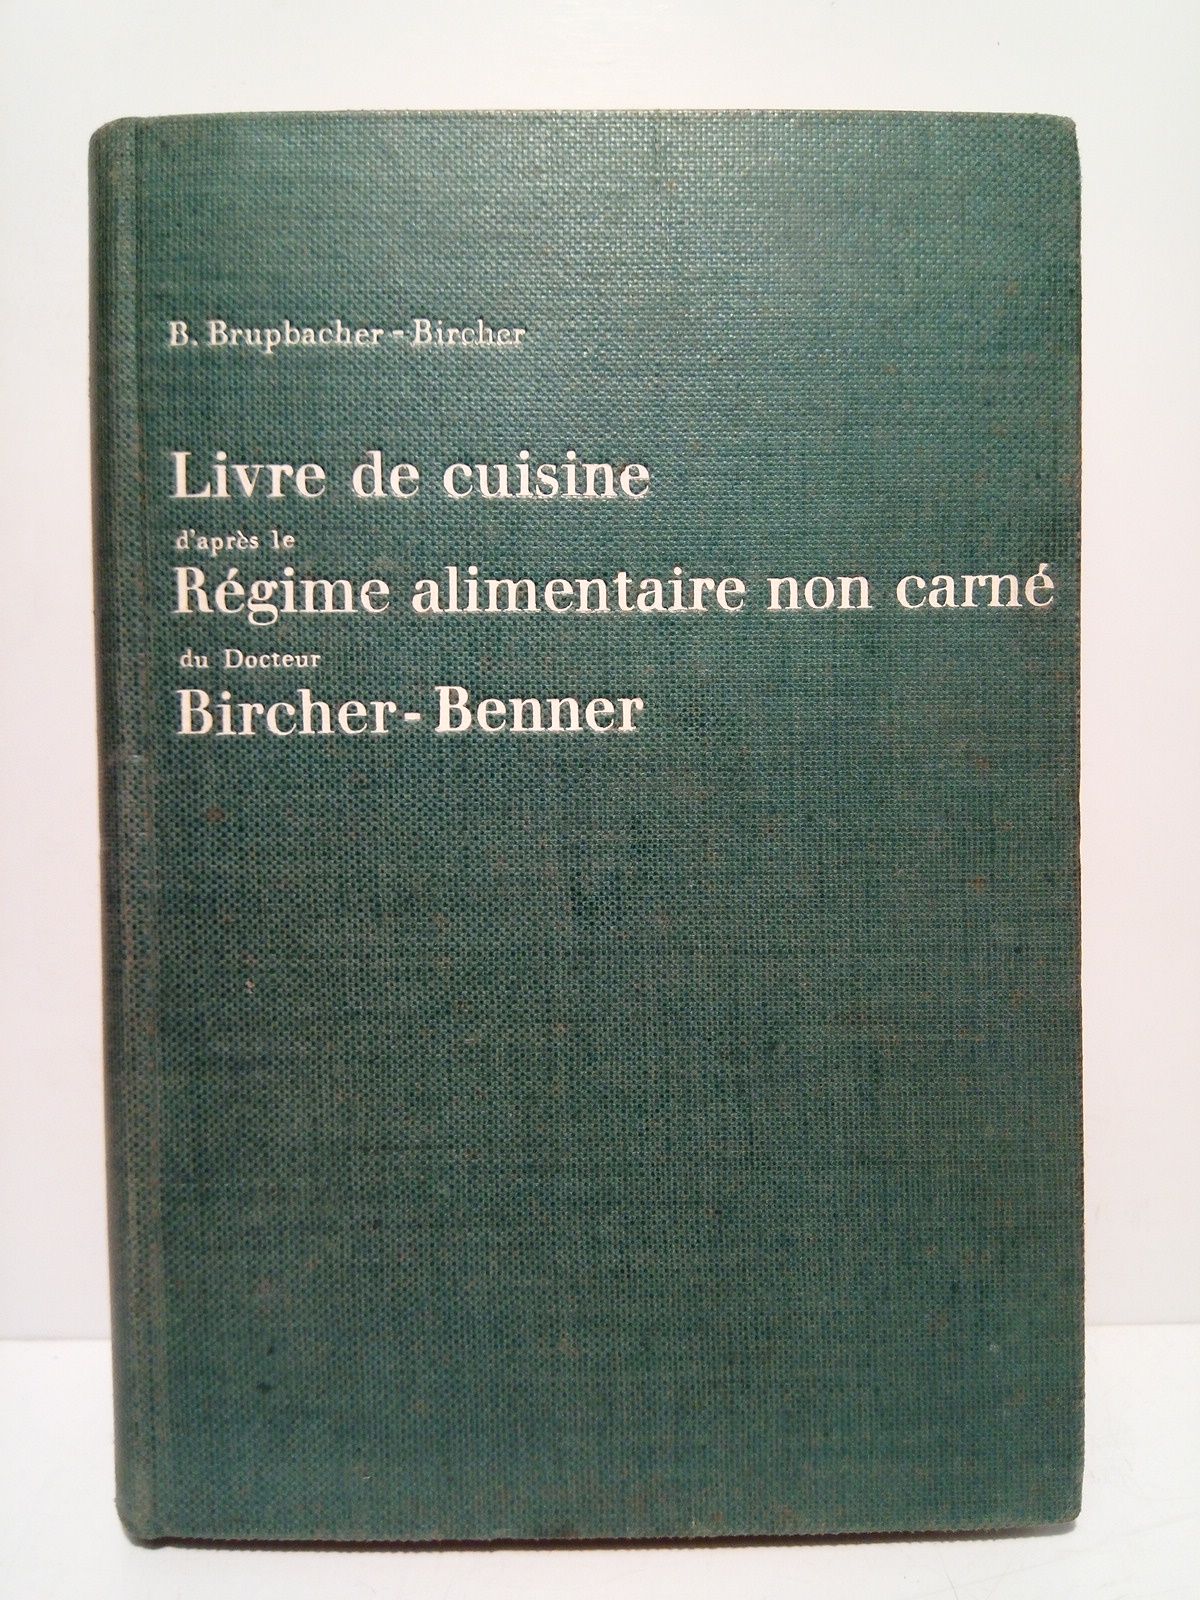 B. Brupbacher-Bircher
Livre de cuisine
d'après le
Régime alimentaire non carné
du Docteur
Bircher-Benner